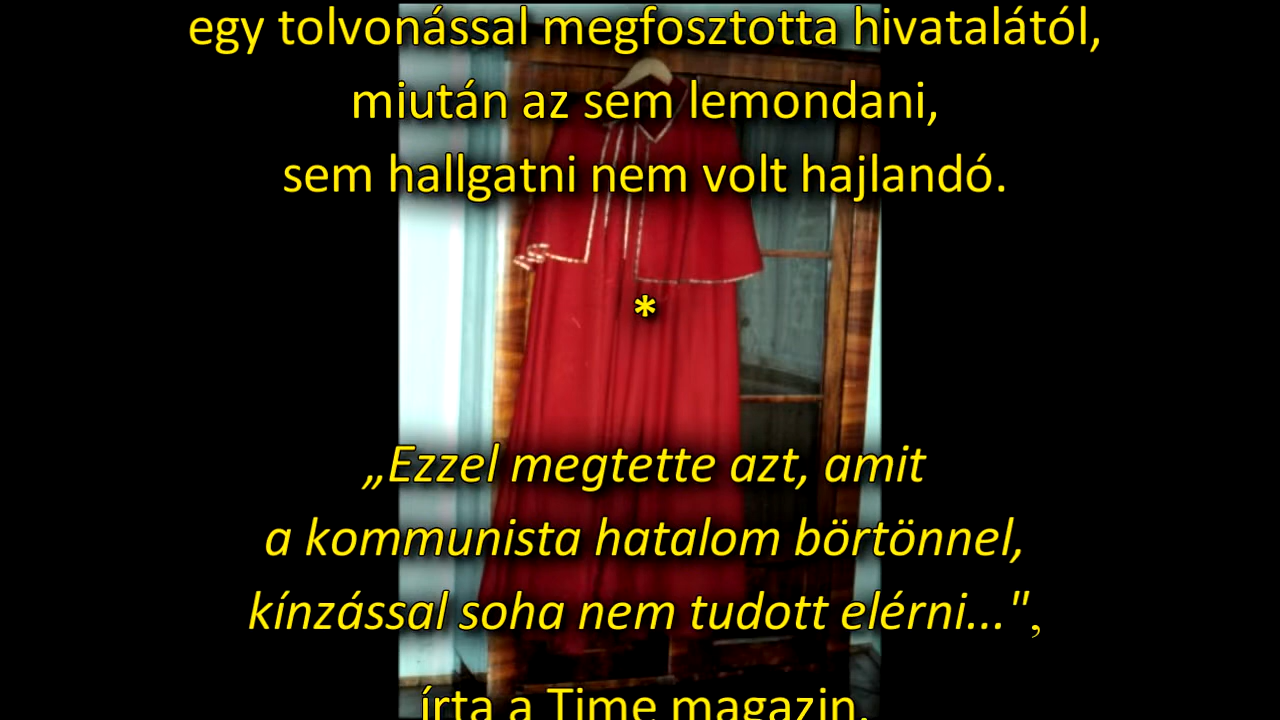 egy tolvonással megfosztotta hivatalától,
miután az sem lemondani,
sem hallgatni nem volt hajlandó.
*
„Ezzel megtette azt, amit
a kommunista hatalom börtönnel,
kínzással soha nem tudott elérni...",
írta a Time magazin.